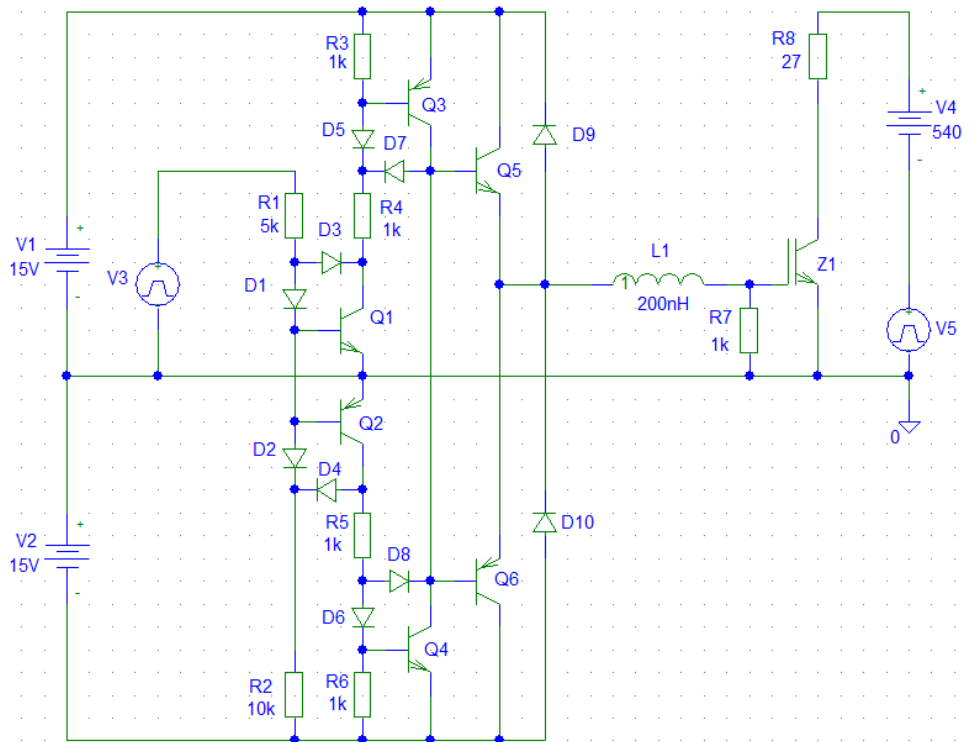 R3
1k
R8
27
+
V4
540
-
Q3
D5
D7
D9
Q5
R1
5k
D3
R4
1k
+
V1
15V
-
V3
+
D1
Q1
L1
1
200nH
Z1
R7
1k
+
V5
Q2
D2
D4
0
+
V2
15V
-
R5
1k
D8
D10
Q6
D6
Q4
R2
10k
R6
1k